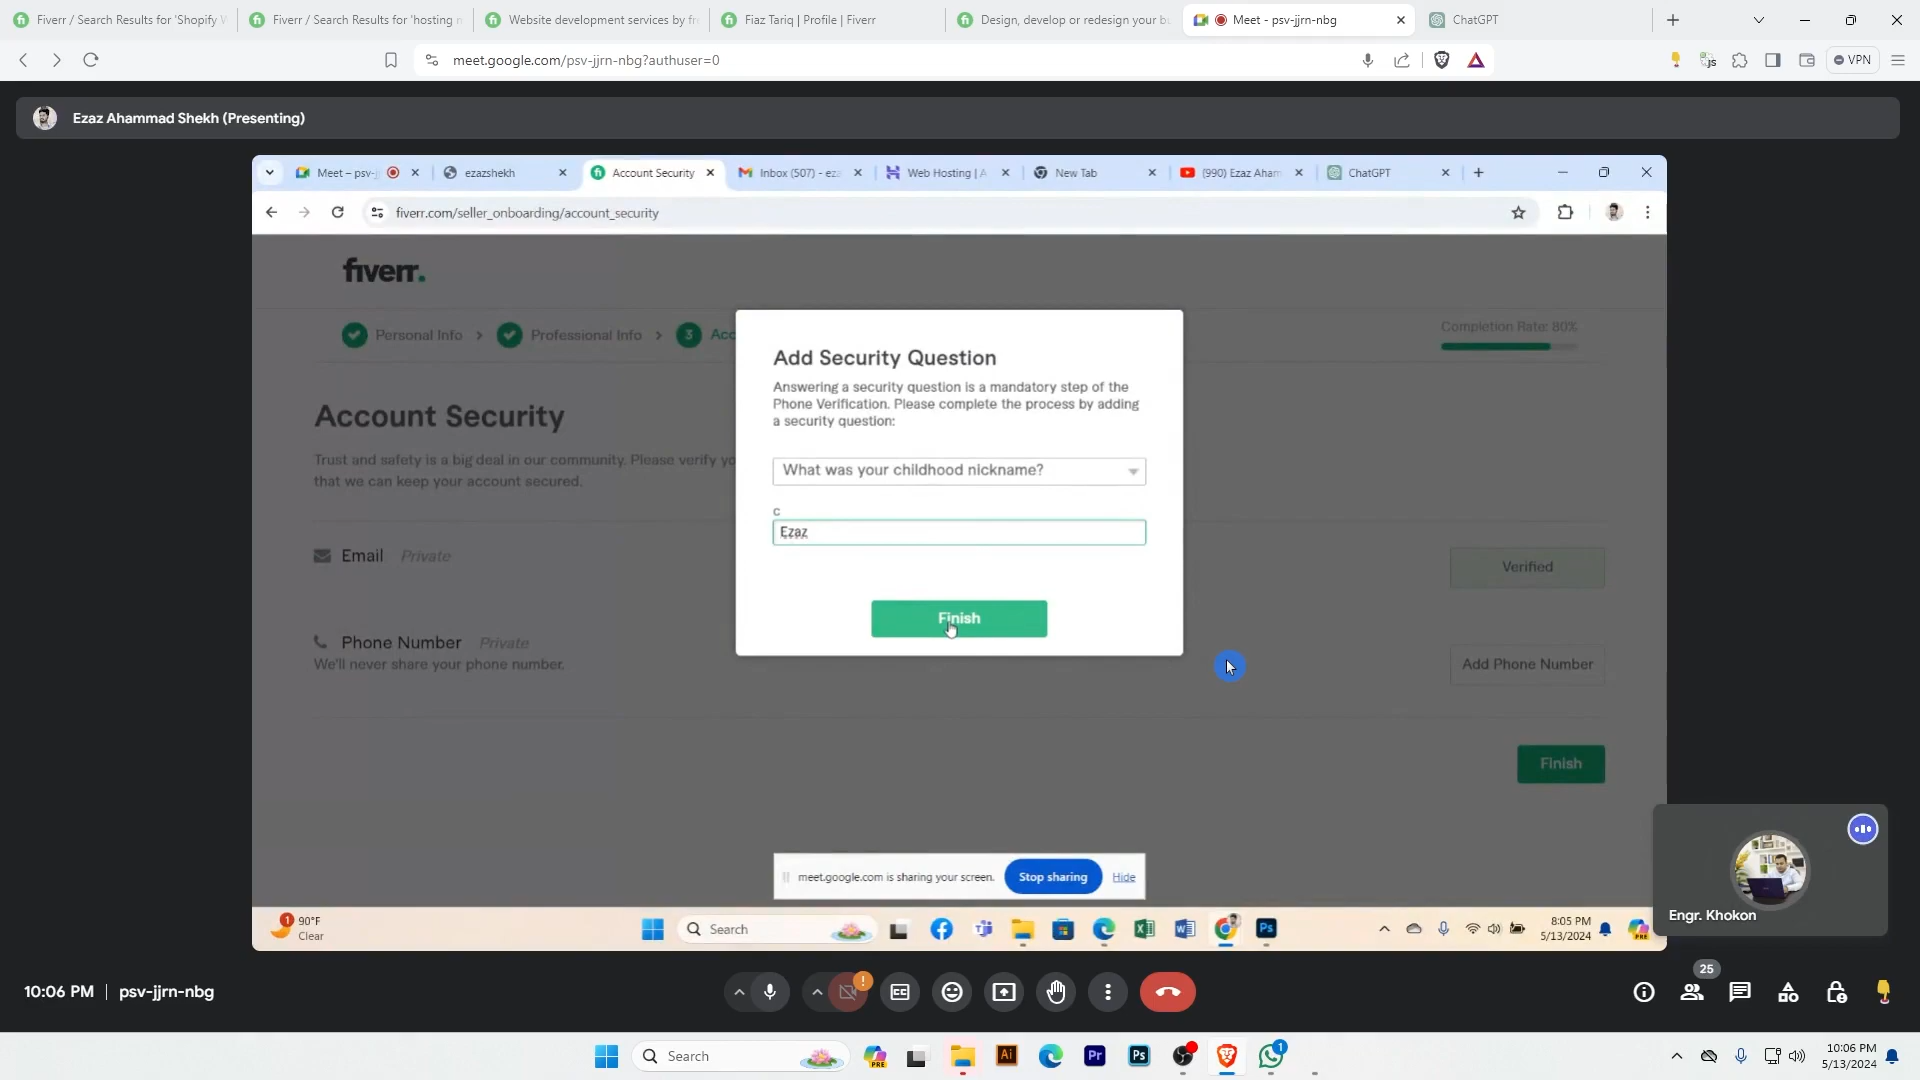 Fiverr / Search Results for 'Shopify W
Fiverr / Search Results for 'hosting m
Website development services by fr
Fiaz Tariq | Profile | Fiverr
Design, develop or redesign your bu
Meet - psv-jjrn-nbg
ChatGPT
meet.google.com/psv-jjrn-nbg?authuser=0
VPN
Ezaz Ahammad Shekh (Presenting)
Meet – psv-j
ezazshekh
Account Security
Inbox (507) - eza
Web Hosting | A
New Tab
(990) Ezaz Aham
ChatGPT
fiverr.com/seller_onboarding/account_security
fiverr.
Personal Info
Professional Info
3
Acc
Completion Rate: 80%
Account Security
Trust and safety is a big deal in our community. Please verify yo
that we can keep your account secured.
Email Private
Verified
Phone Number Private
We'll never share your phone number.
Add Phone Number
Finish
Add Security Question
Answering a security question is a mandatory step of the
Phone Verification. Please complete the process by adding
a security question:
What was your childhood nickname?
C
Ezaz
Finish
meet.google.com is sharing your screen.
Stop sharing
Hide
Engr. Khokon
1
90°F
Clear
Search
8:05 PM
5/13/2024
10:06 PM | psv-jjrn-nbg
25
Search
1
10:06 PM
5/13/2024